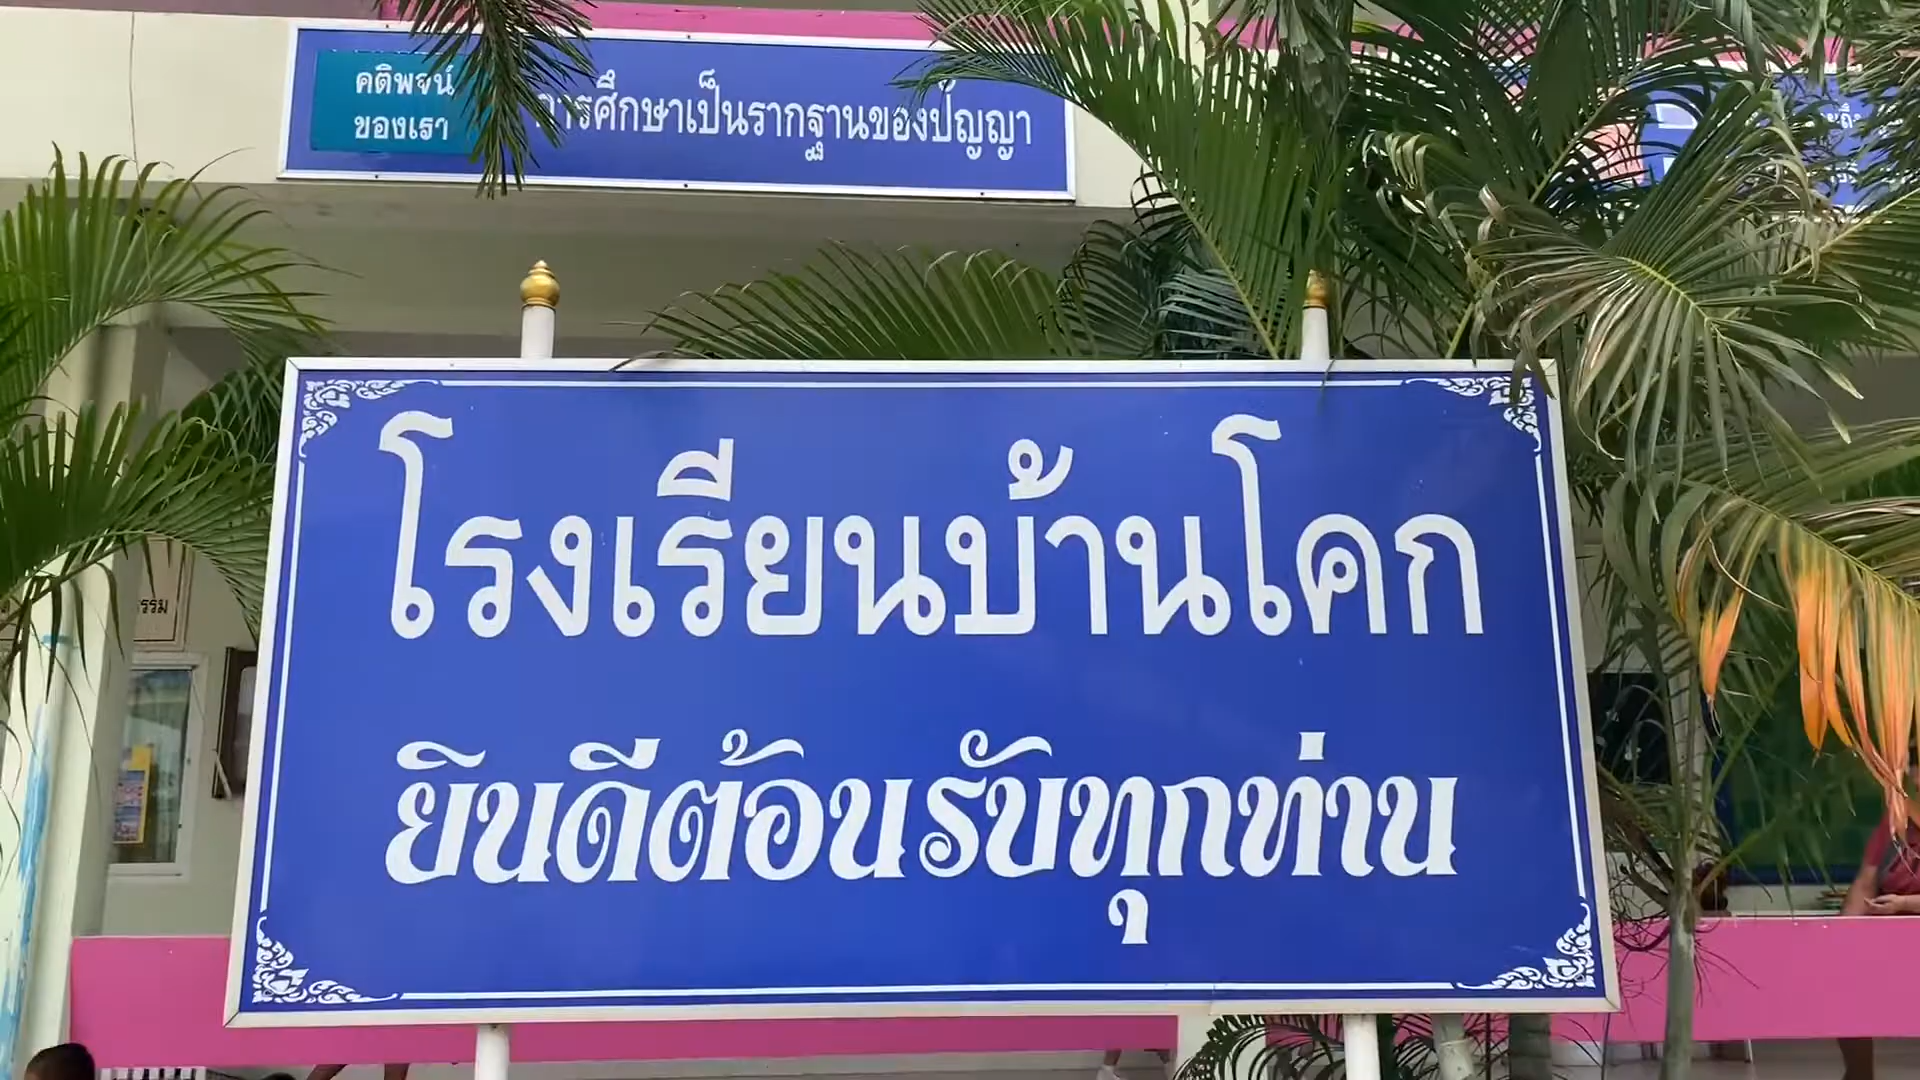 คติพจน์
ของเรา
การศึกษาเป็นรากฐานของปัญญา
โรงเรียนบ้านโคก
ยินดีต้อนรับทุกท่าน